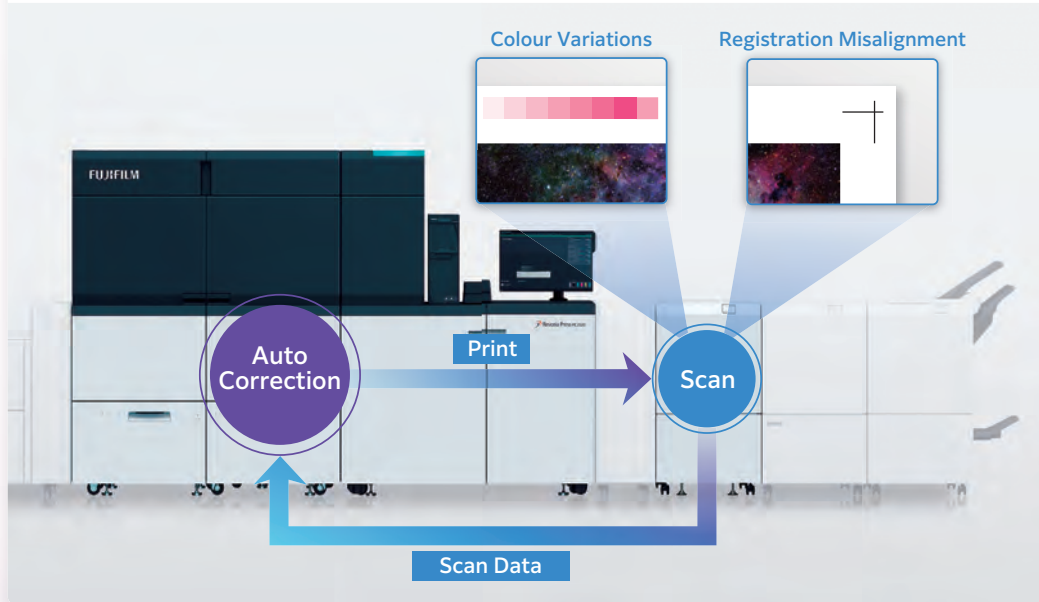 Colour Variations
Registration Misalignment
FUJIFILM
Print
Auto
Correction
Scan
Scan Data